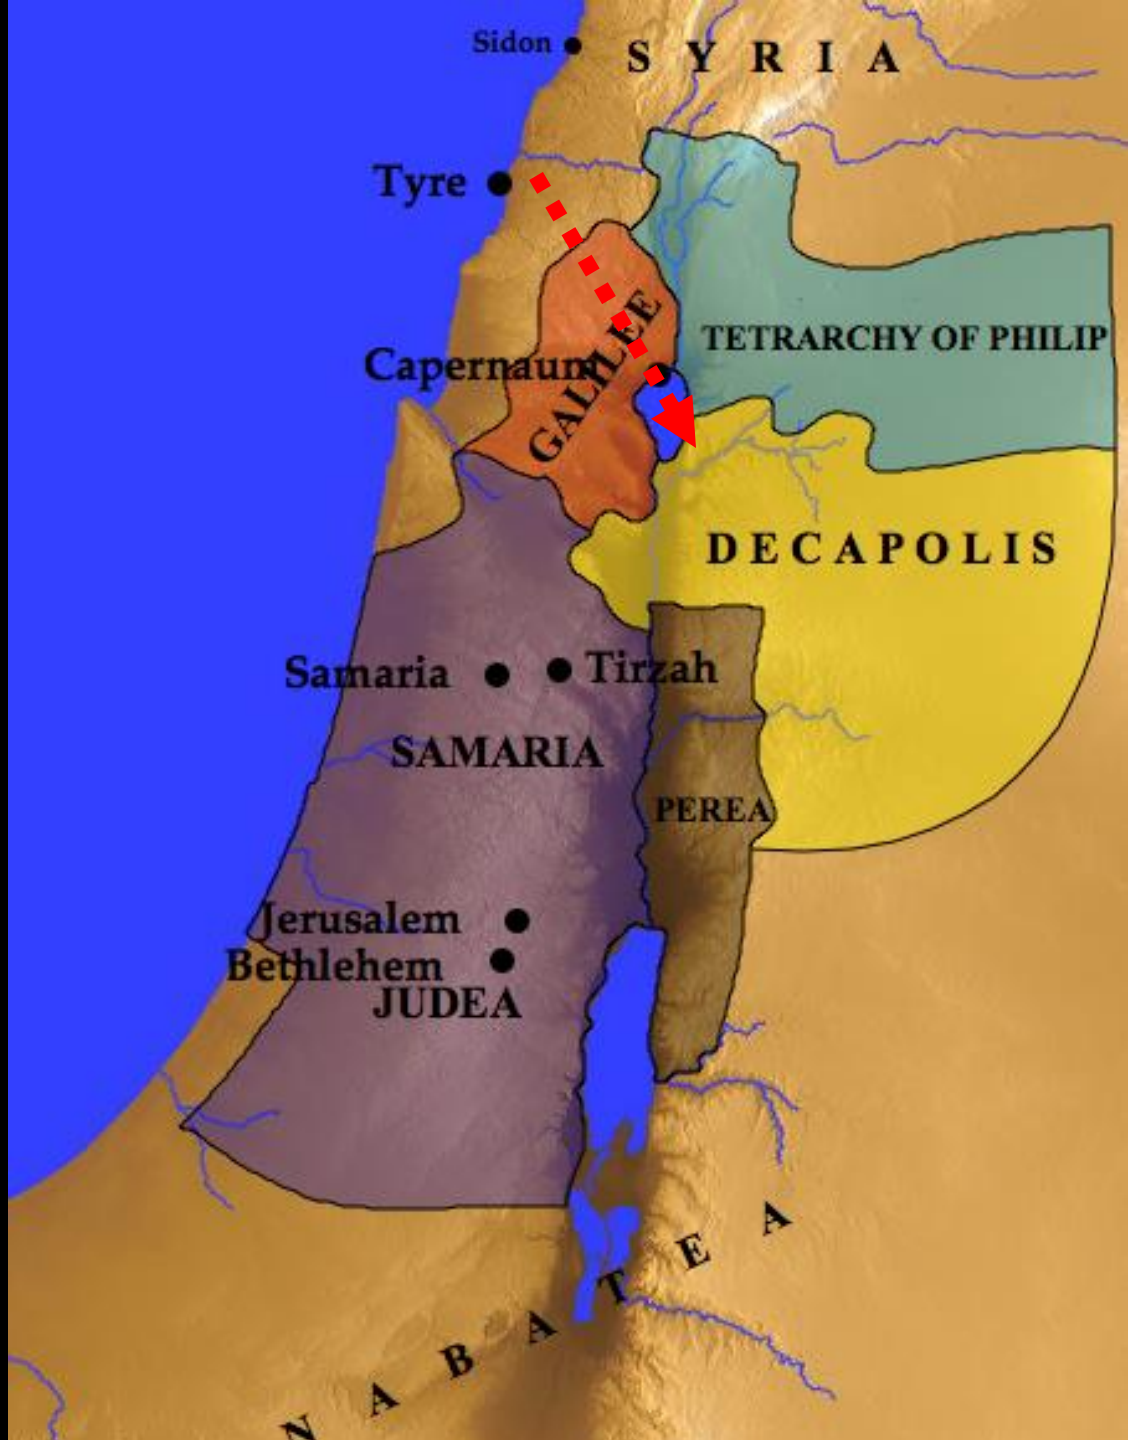 Sidon
SYRIA
Tyre
TETRARCHY OF PHILIP
GALILEE
Capernaum
DECAPOLIS
Samaria
Tirzah
SAMARIA
PEREA
Jerusalem
Bethlehem
JUDEA
NABATEA